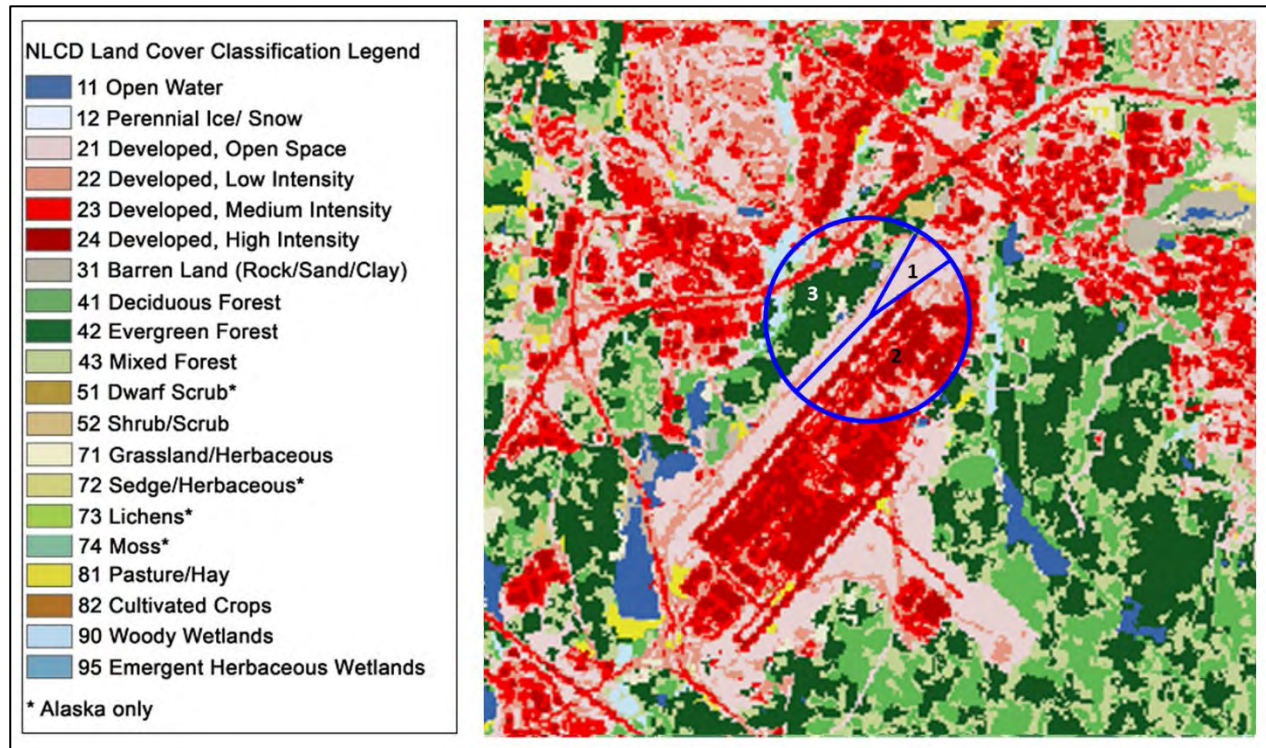 NLCD Land Cover Classification Legend
11 Open Water
12 Perennial Ice/ Snow
21 Developed, Open Space
22 Developed, Low Intensity
23 Developed, Medium Intensity
24 Developed, High Intensity
31 Barren Land (Rock/Sand/Clay)
41 Deciduous Forest
42 Evergreen Forest
43 Mixed Forest
51 Dwarf Scrub*
52 Shrub/Scrub
71 Grassland/Herbaceous
72 Sedge/Herbaceous*
73 Lichens*
74 Moss*
81 Pasture/Hay
82 Cultivated Crops
90 Woody Wetlands
95 Emergent Herbaceous Wetlands
* Alaska only
1
3
2